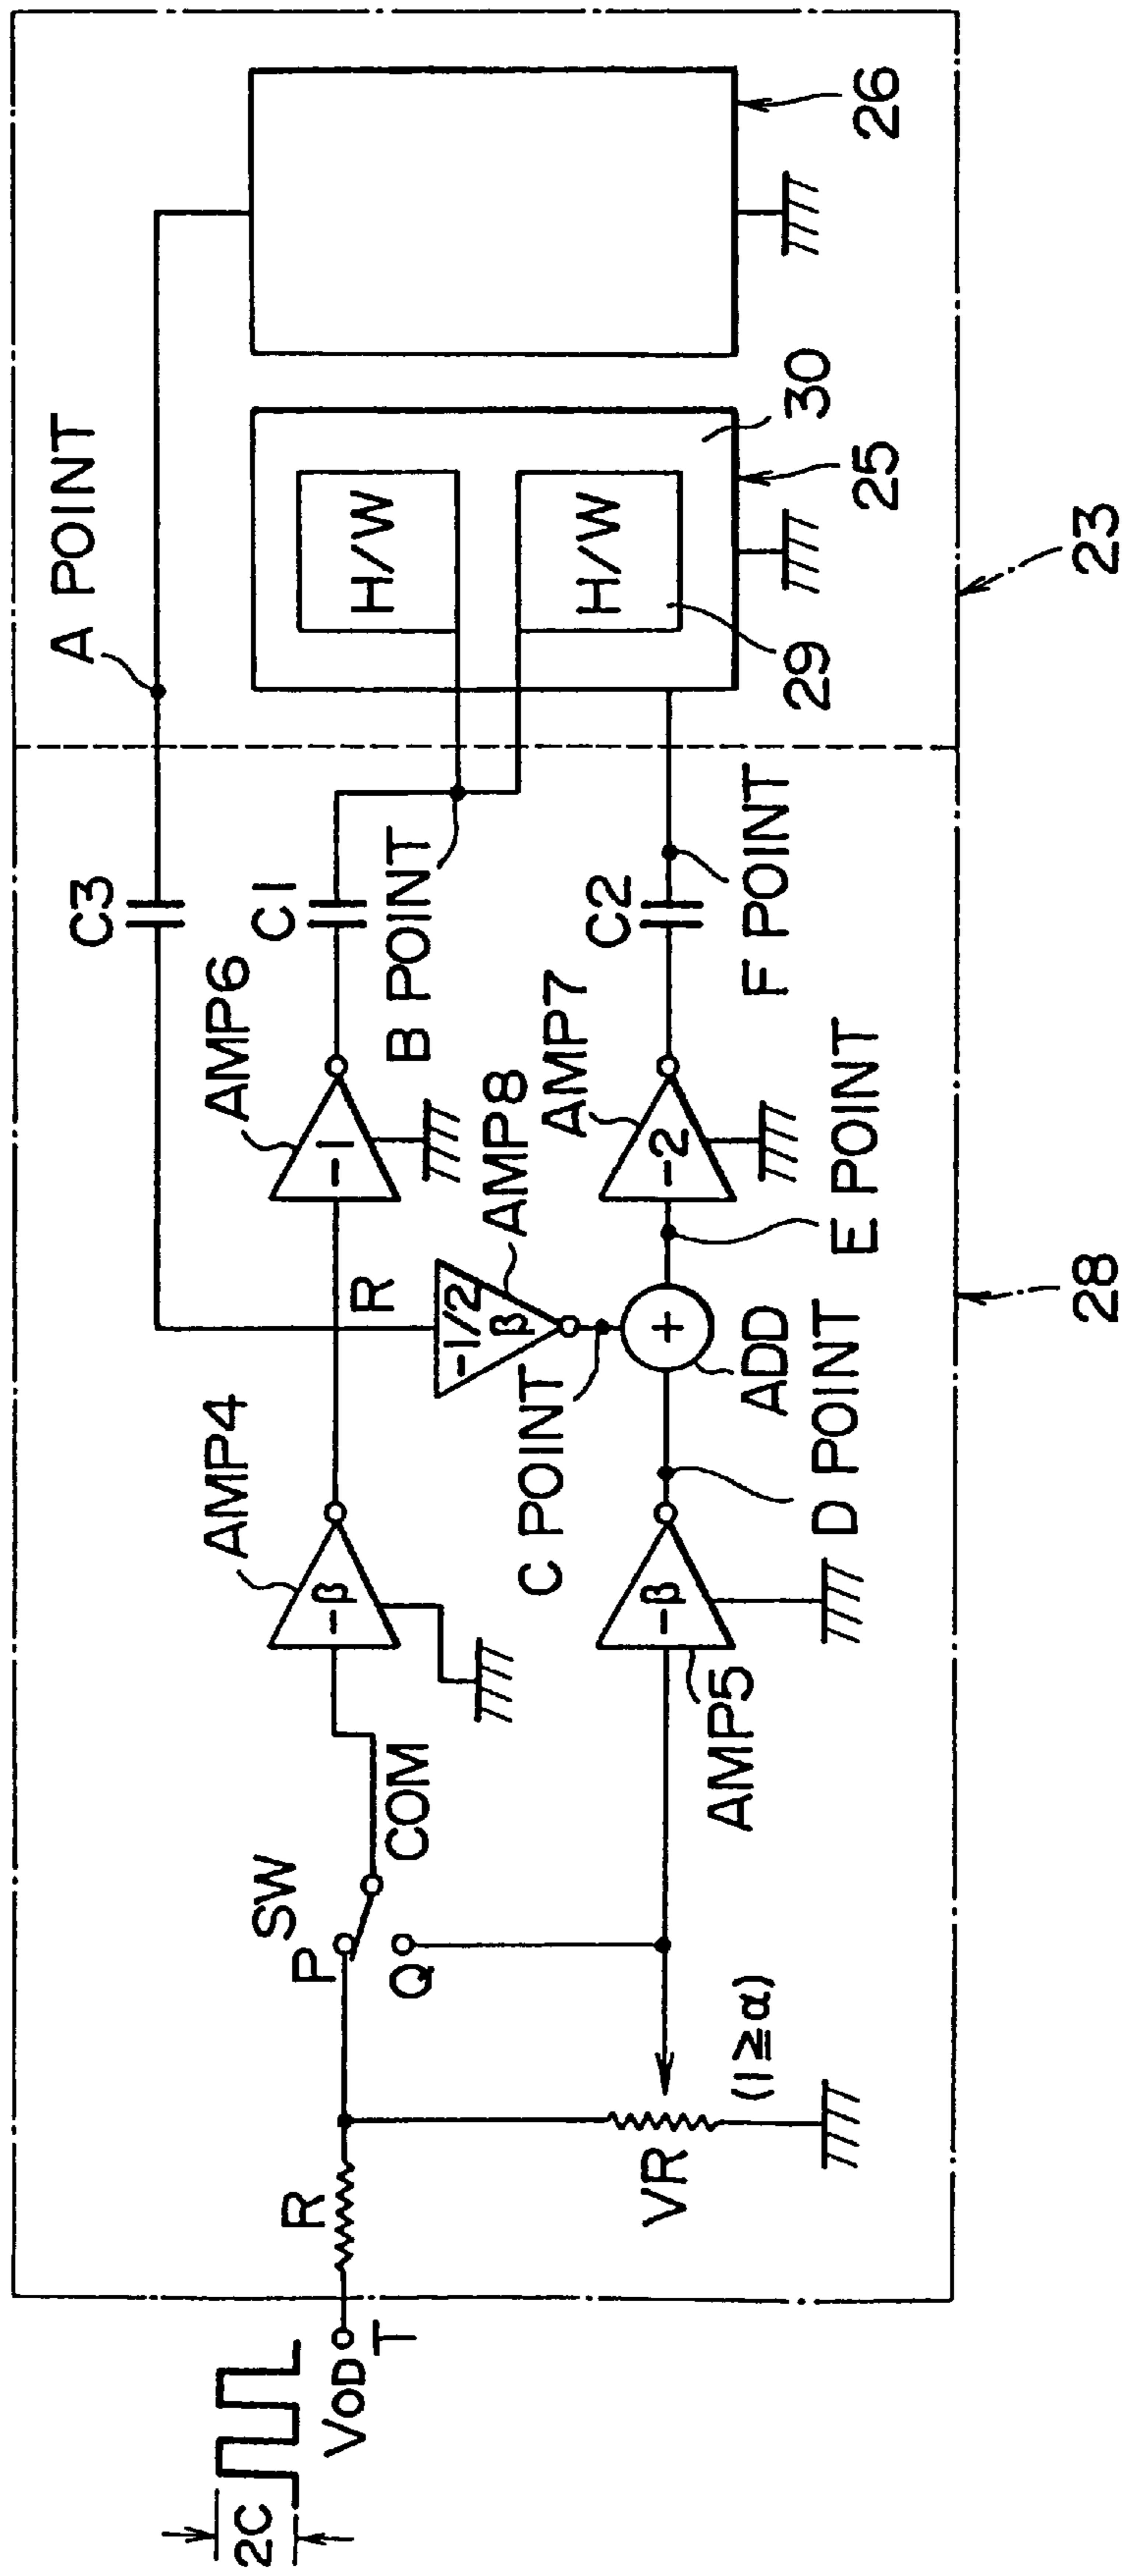 2C
VOD
T
R
VR
(1≧α)
P
SW
Q
COM
AMP4
-β
AMP5
-β
D POINT
ADD
+
C POINT
AMP8
-1/2
β
R
AMP6
-1
AMP7
-2
E POINT
C3
C1
C2
B POINT
F POINT
A POINT
H/W
H/W
29
30
25
26
23
28